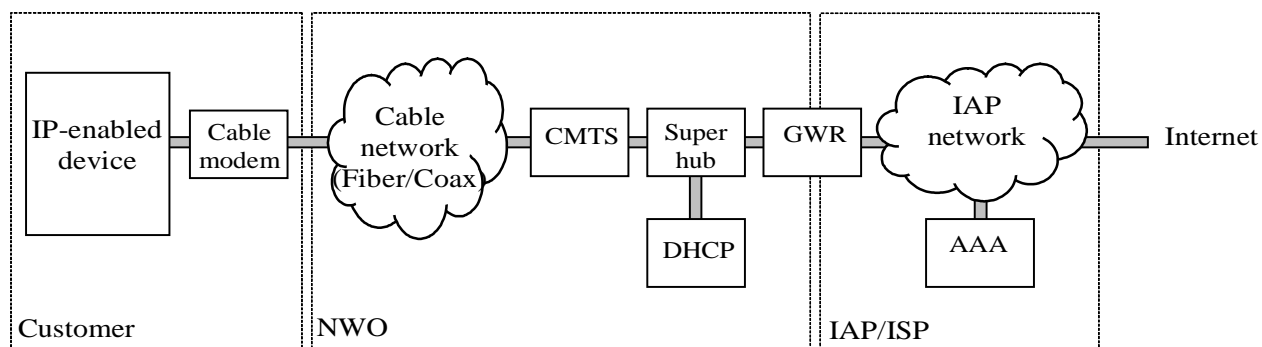 IP-enabled
device
Cable
modem
Cable
network
(Fiber/Coax)
CMTS
Super
hub
DHCP
GWR
IAP
network
AAA
Internet
Customer
NWO
IAP/ISP